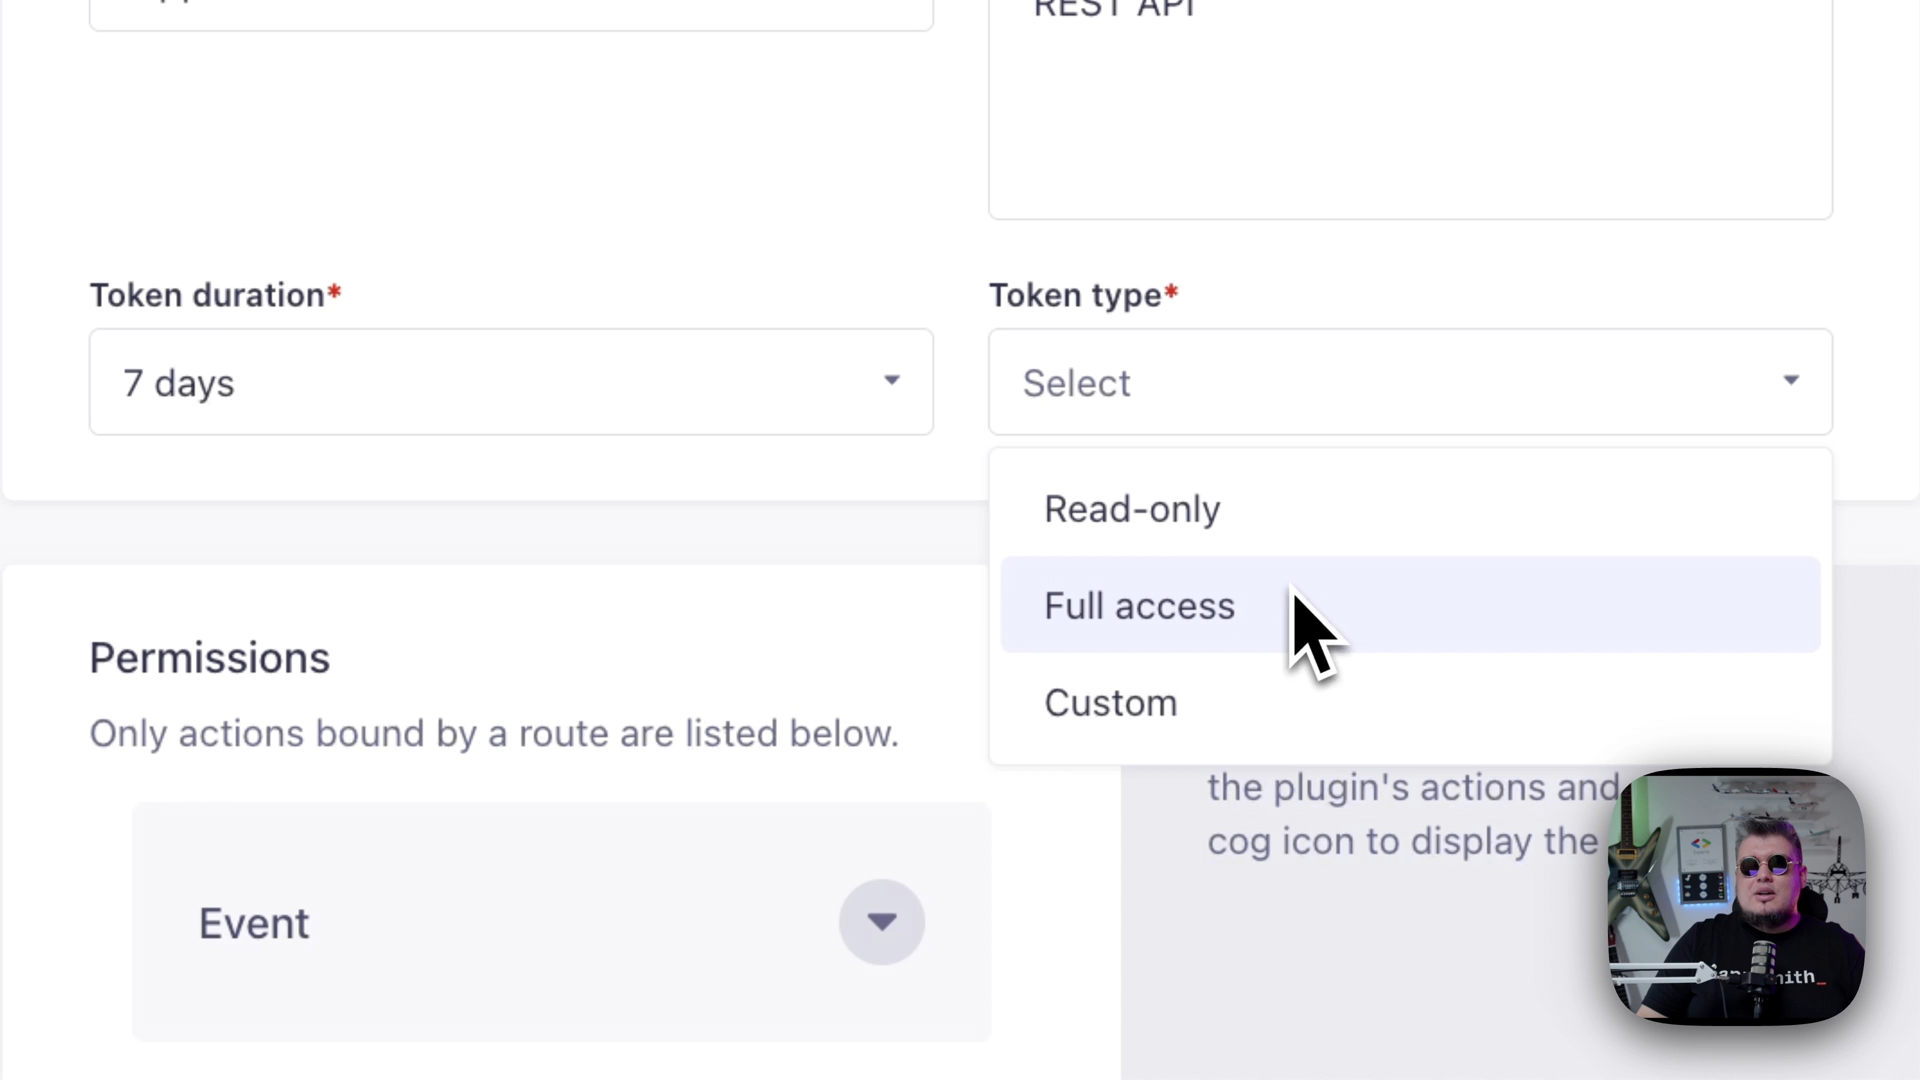 REST API
Token duration*
Token type*
7 days
Select
Read-only
Full access
Custom
Permissions
Only actions bound by a route are listed below.
the plugin's actions and
cog icon to display the
Event